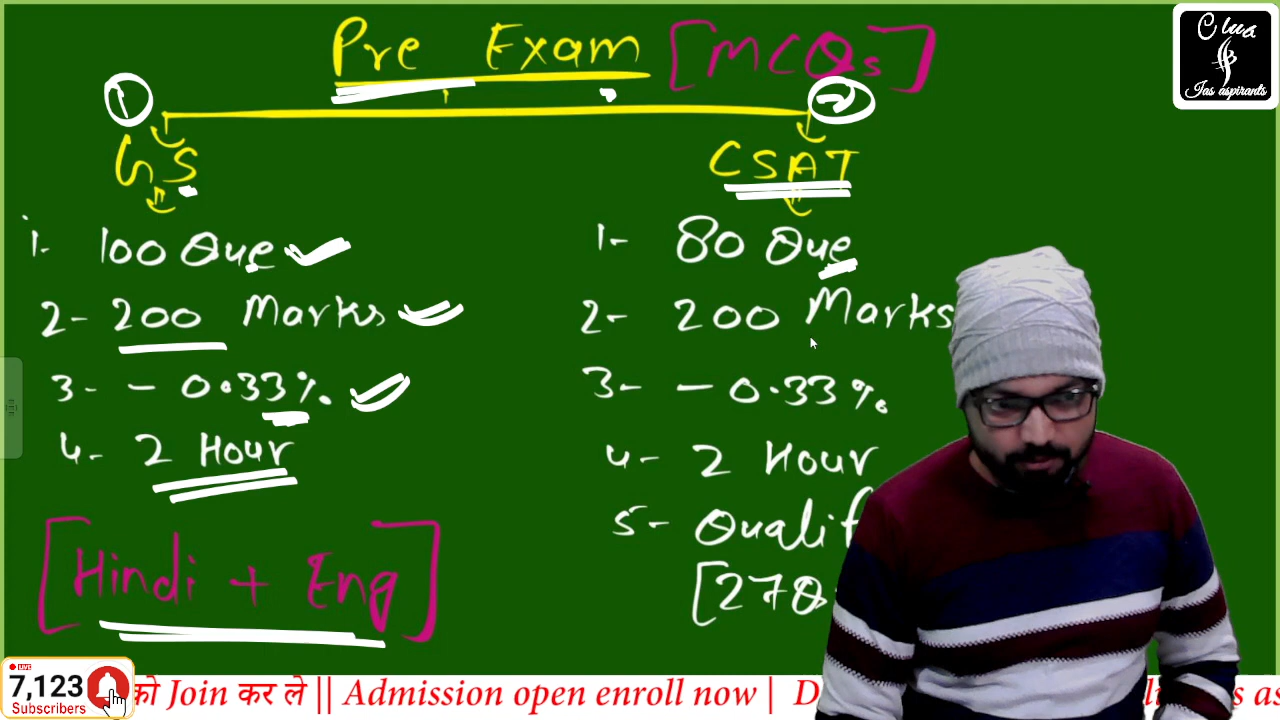 Pre Exam [MCQs]
Clua
Ias aspirants
1
2
GS
CSAT
1- 100 Que
2- 200 Marks
3- - 0.33%.
4- 2 Hour
[Hindi + Eng]
1- 80 Que
2- 200 Marks
3- - 0.33%.
4- 2 Hour
5- Qualif
[27Q
LIVE
7,123
Subscribers
को Join कर ले || Admission open enroll now | D